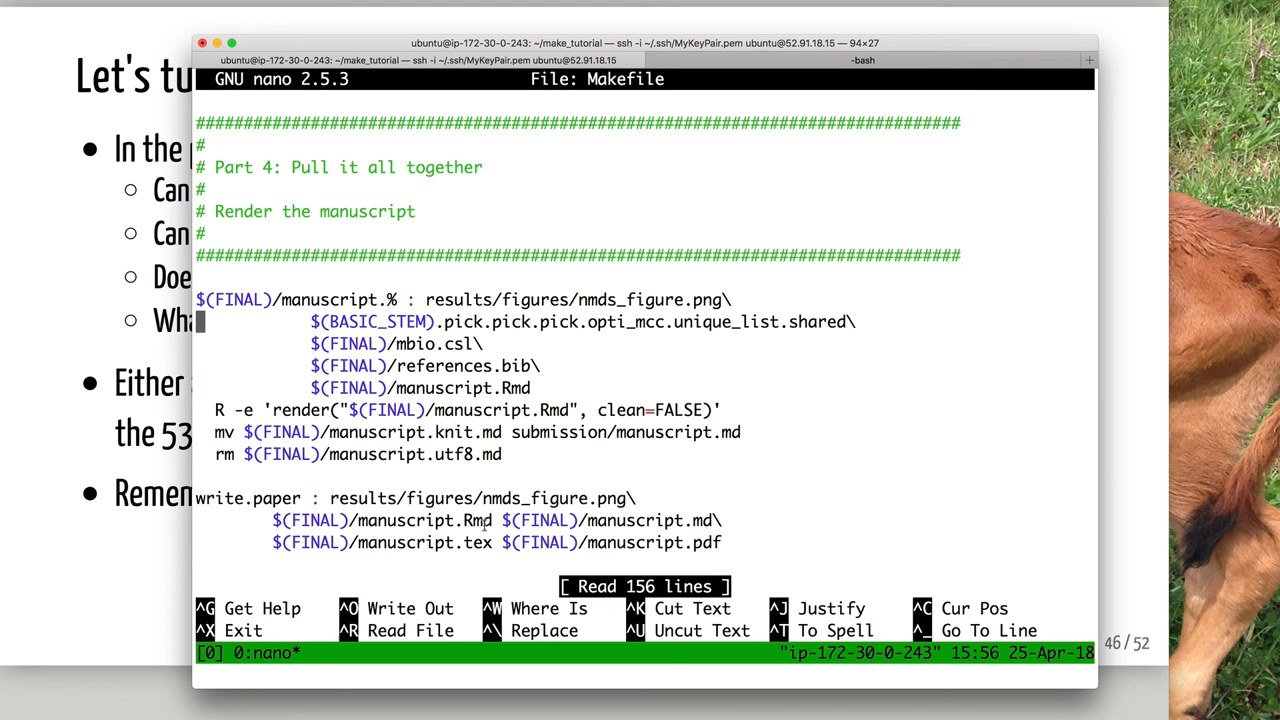 Let's tu
In the
Can
Can
Doe
Wha
Either
the 53
Remem
46 / 52
ubuntu@ip-172-30-0-243: ~/make_tutorial — ssh -i ~/.ssh/MyKeyPair.pem ubuntu@52.91.18.15 — 94×27
ubuntu@ip-172-30-0-243: ~/make_tutorial — ssh -i ~/.ssh/MyKeyPair.pem ubuntu@52.91.18.15
-bash
GNU nano 2.5.3 File: Makefile
################################################################################
#
# Part 4: Pull it all together
#
# Render the manuscript
#
################################################################################
$(FINAL)/manuscript.% : results/figures/nmds_figure.png\
$(BASIC_STEM).pick.pick.pick.opti_mcc.unique_list.shared\
$(FINAL)/mbio.csl\
$(FINAL)/references.bib\
$(FINAL)/manuscript.Rmd
R -e 'render("$(FINAL)/manuscript.Rmd", clean=FALSE)'
mv $(FINAL)/manuscript.knit.md submission/manuscript.md
rm $(FINAL)/manuscript.utf8.md
write.paper : results/figures/nmds_figure.png\
$(FINAL)/manuscript.Rmd $(FINAL)/manuscript.md\
$(FINAL)/manuscript.tex $(FINAL)/manuscript.pdf
[ Read 156 lines ]
^G Get Help ^O Write Out ^W Where Is ^K Cut Text ^J Justify ^C Cur Pos
^X Exit ^R Read File ^\ Replace ^U Uncut Text ^T To Spell ^_ Go To Line
[0] 0:nano* "ip-172-30-0-243" 15:56 25-Apr-18